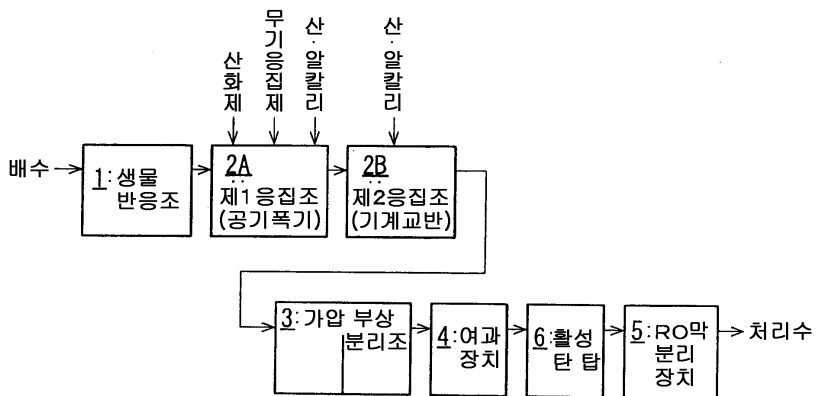 산화제
무기응집제
산·알칼리
산·알칼리
배수
1:생물
반응조
2A
제1응집조
(공기폭기)
2B
제2응집조
(기계교반)
3:가압 부상
분리조
4:여과
장치
6:활성
탄 탑
5:RO막
분리
장치
처리수